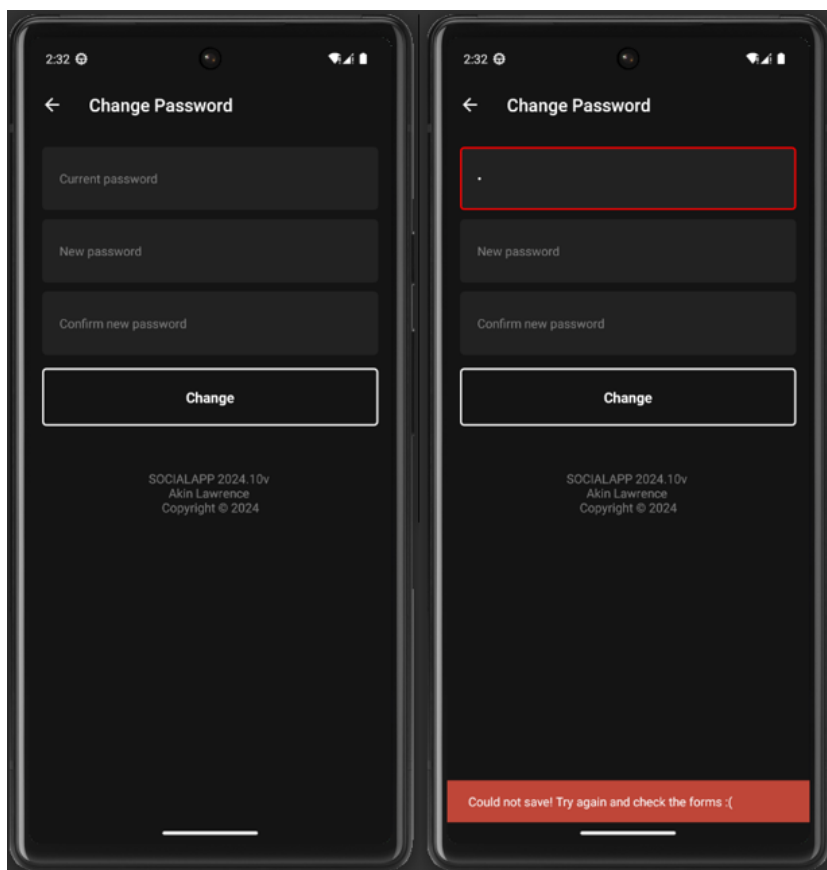 2:32
Change Password
Current password
New password
Confirm new password
Change
SOCIALAPP 2024.10v
Akin Lawrence
Copyright © 2024
2:32
Change Password
New password
Confirm new password
Change
SOCIALAPP 2024.10v
Akin Lawrence
Copyright © 2024
Could not save! Try again and check the forms :(